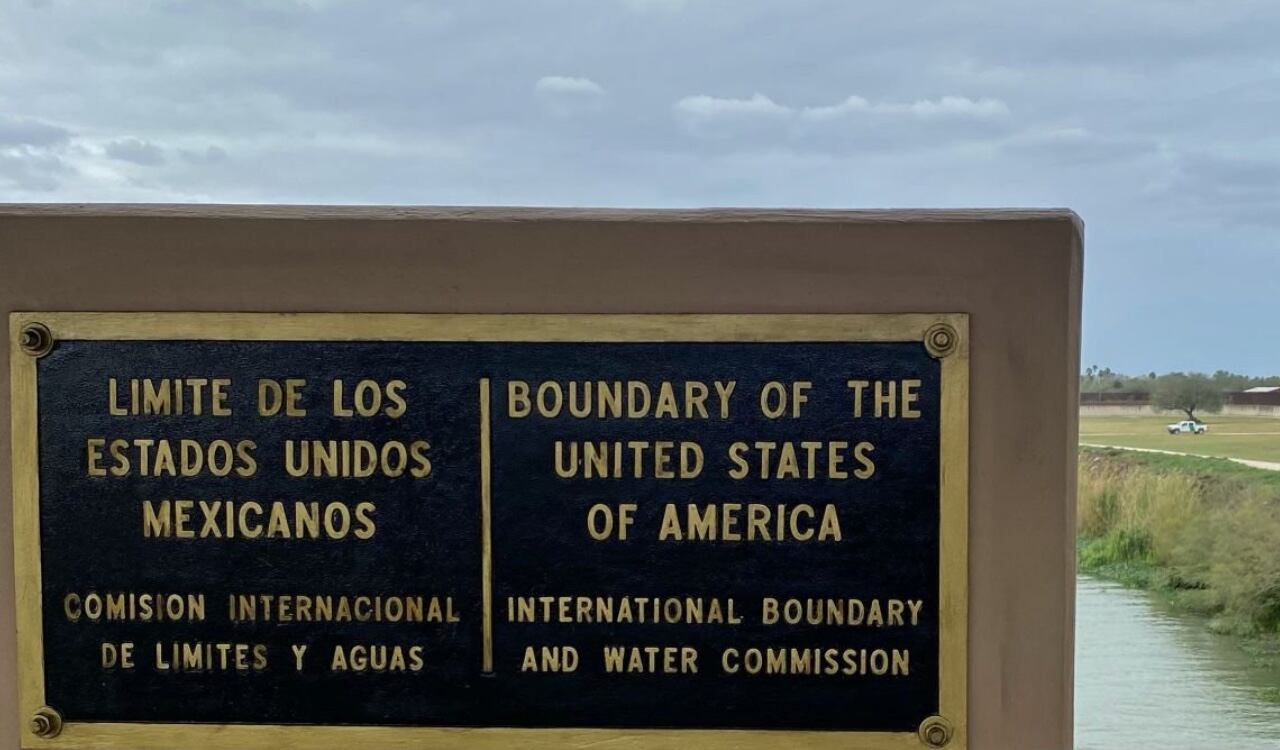 LIMITE DE LOS
ESTADOS UNIDOS
MEXICANOS
COMISION INTERNACIONAL
DE LIMITES Y AGUAS
BOUNDARY OF THE
UNITED STATES
OF AMERICA
INTERNATIONAL BOUNDARY
AND WATER COMMISSION